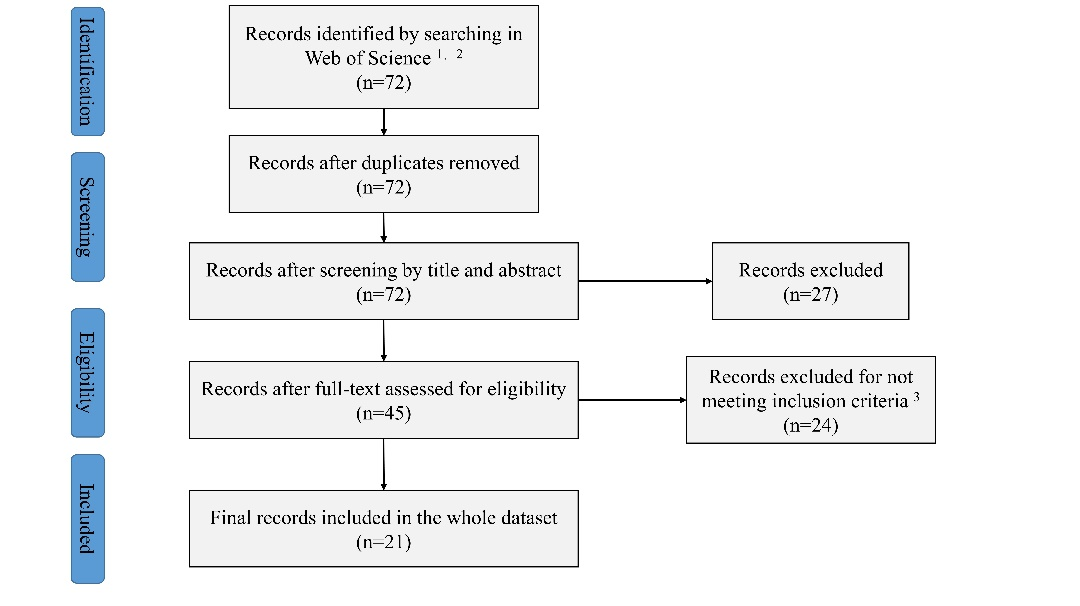 Identification
Records identified by searching in
Web of Science 1, 2
(n=72)
Records after duplicates removed
(n=72)
Screening
Records after screening by title and abstract
(n=72)
Records excluded
(n=27)
Eligibility
Records after full-text assessed for eligibility
(n=45)
Records excluded for not
meeting inclusion criteria 3
(n=24)
Included
Final records included in the whole dataset
(n=21)